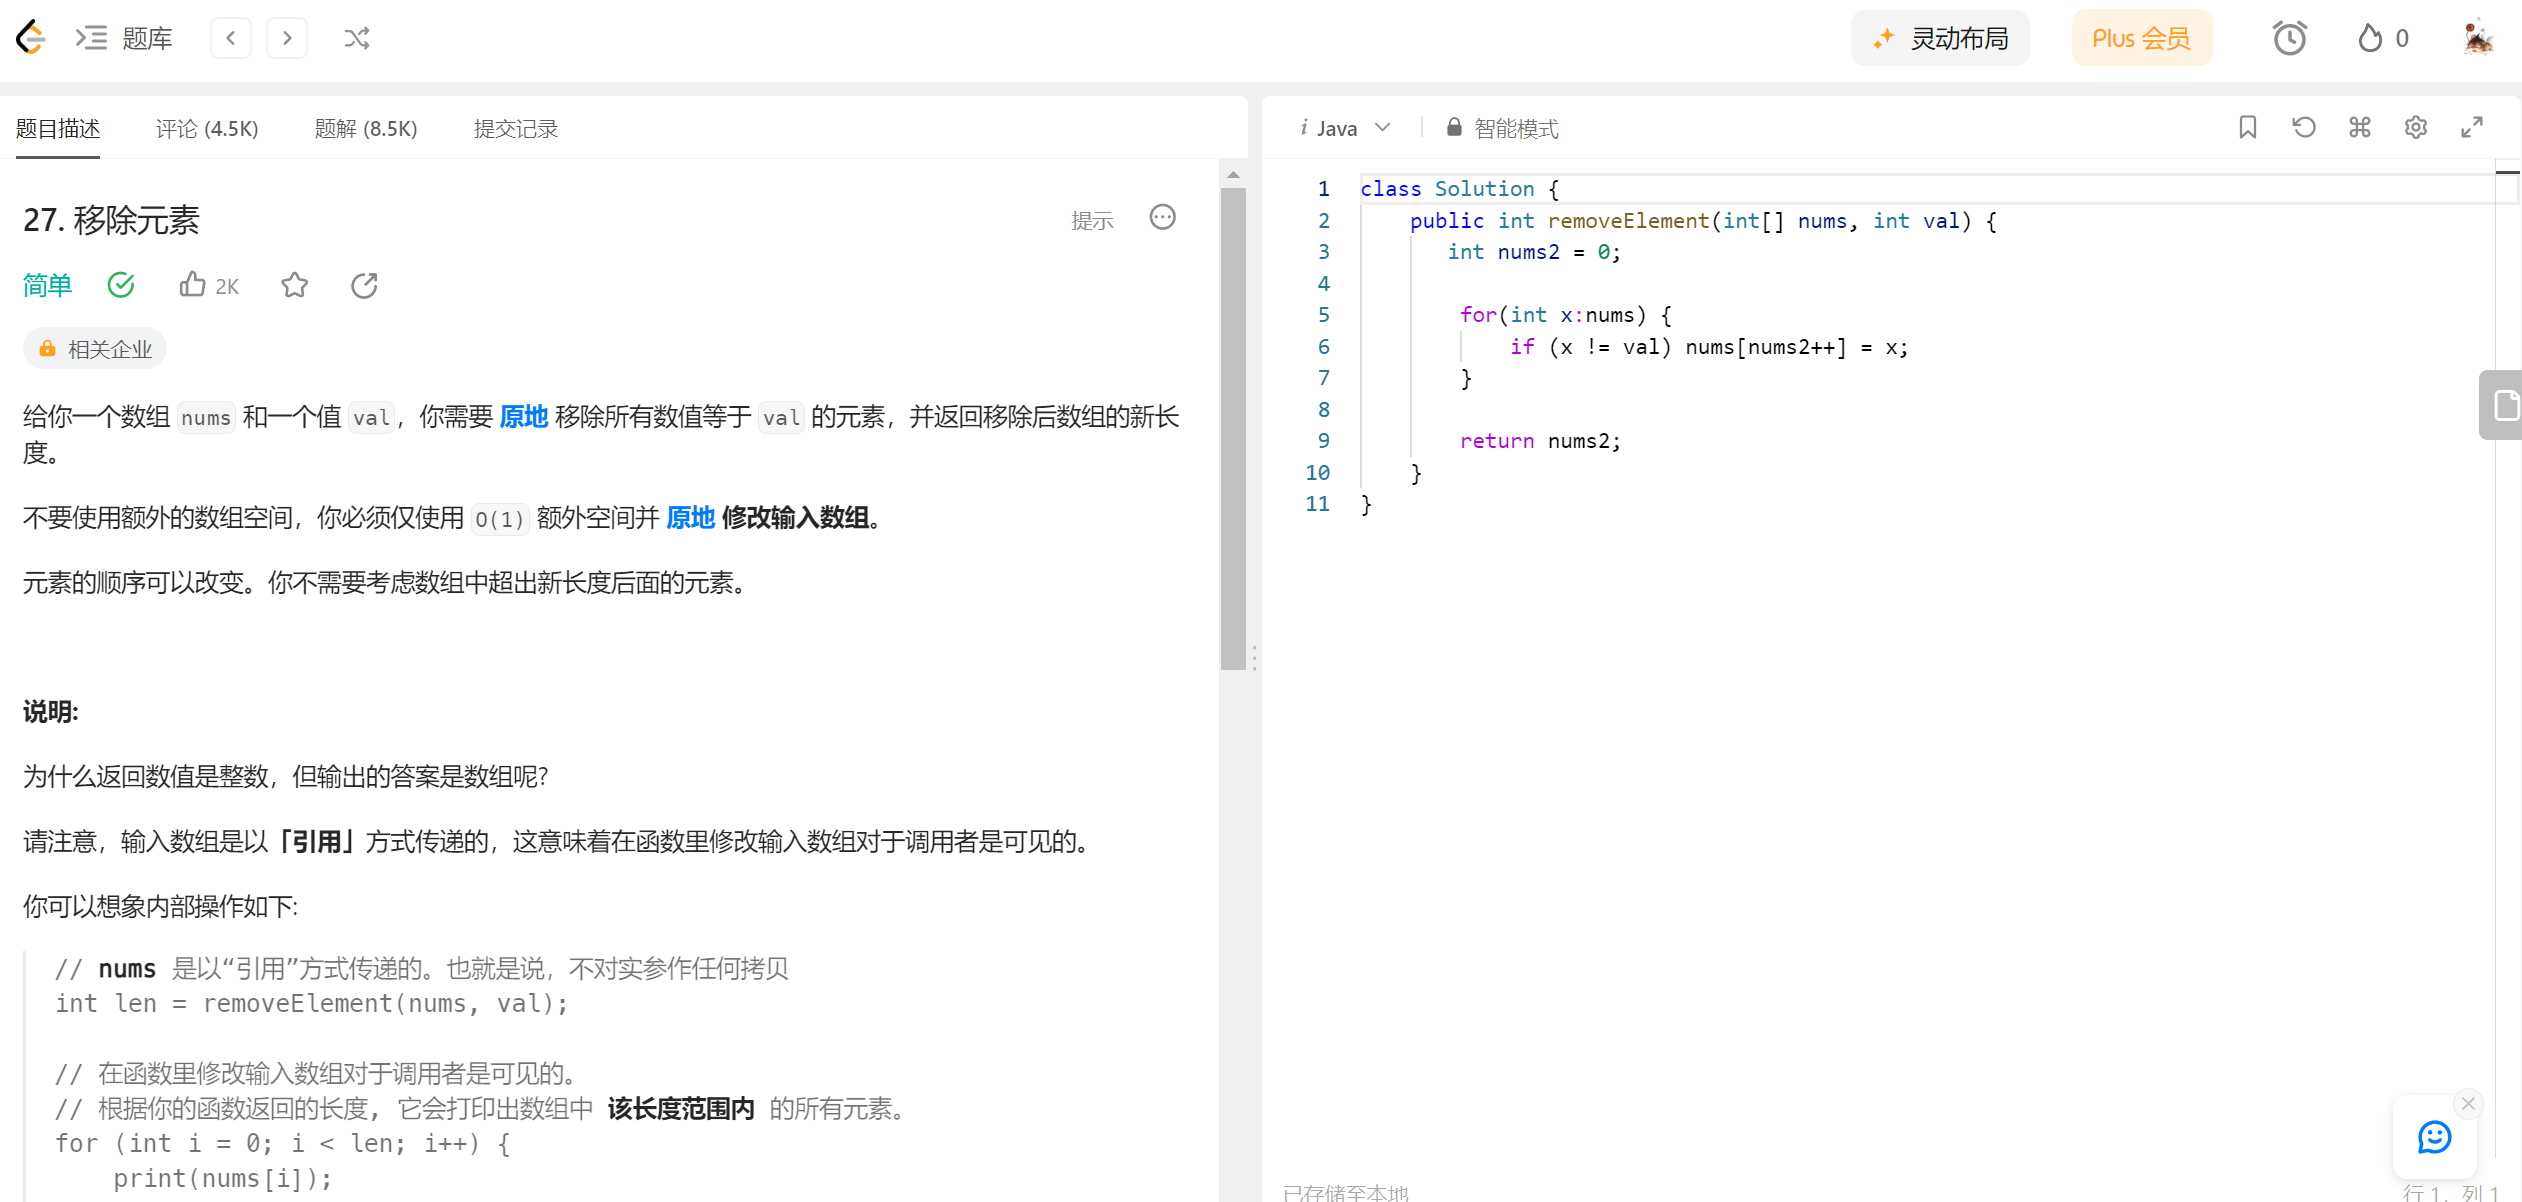 题库
灵动布局
Plus 会员
0
题目描述
评论 (4.5K)
题解 (8.5K)
提交记录
27. 移除元素
提示
简单
2K
相关企业
给你一个数组 nums 和一个值 val，你需要 原地 移除所有数值等于 val 的元素，并返回移除后数组的新长
度。
不要使用额外的数组空间，你必须仅使用 O(1) 额外空间并 原地 修改输入数组。
元素的顺序可以改变。你不需要考虑数组中超出新长度后面的元素。
说明:
为什么返回数值是整数，但输出的答案是数组呢?
请注意，输入数组是以「引用」方式传递的，这意味着在函数里修改输入数组对于调用者是可见的。
你可以想象内部操作如下:
// nums 是以“引用”方式传递的。也就是说，不对实参作任何拷贝
int len = removeElement(nums, val);
// 在函数里修改输入数组对于调用者是可见的。
// 根据你的函数返回的长度, 它会打印出数组中 该长度范围内 的所有元素。
for (int i = 0; i < len; i++) {
    print(nums[i]);
i Java
智能模式
1 class Solution {
2     public int removeElement(int[] nums, int val) {
3        int nums2 = 0;
4
5         for(int x:nums) {
6             if (x != val) nums[nums2++] = x;
7         }
8
9         return nums2;
10     }
11 }
已存储至本地
行 1，列 1